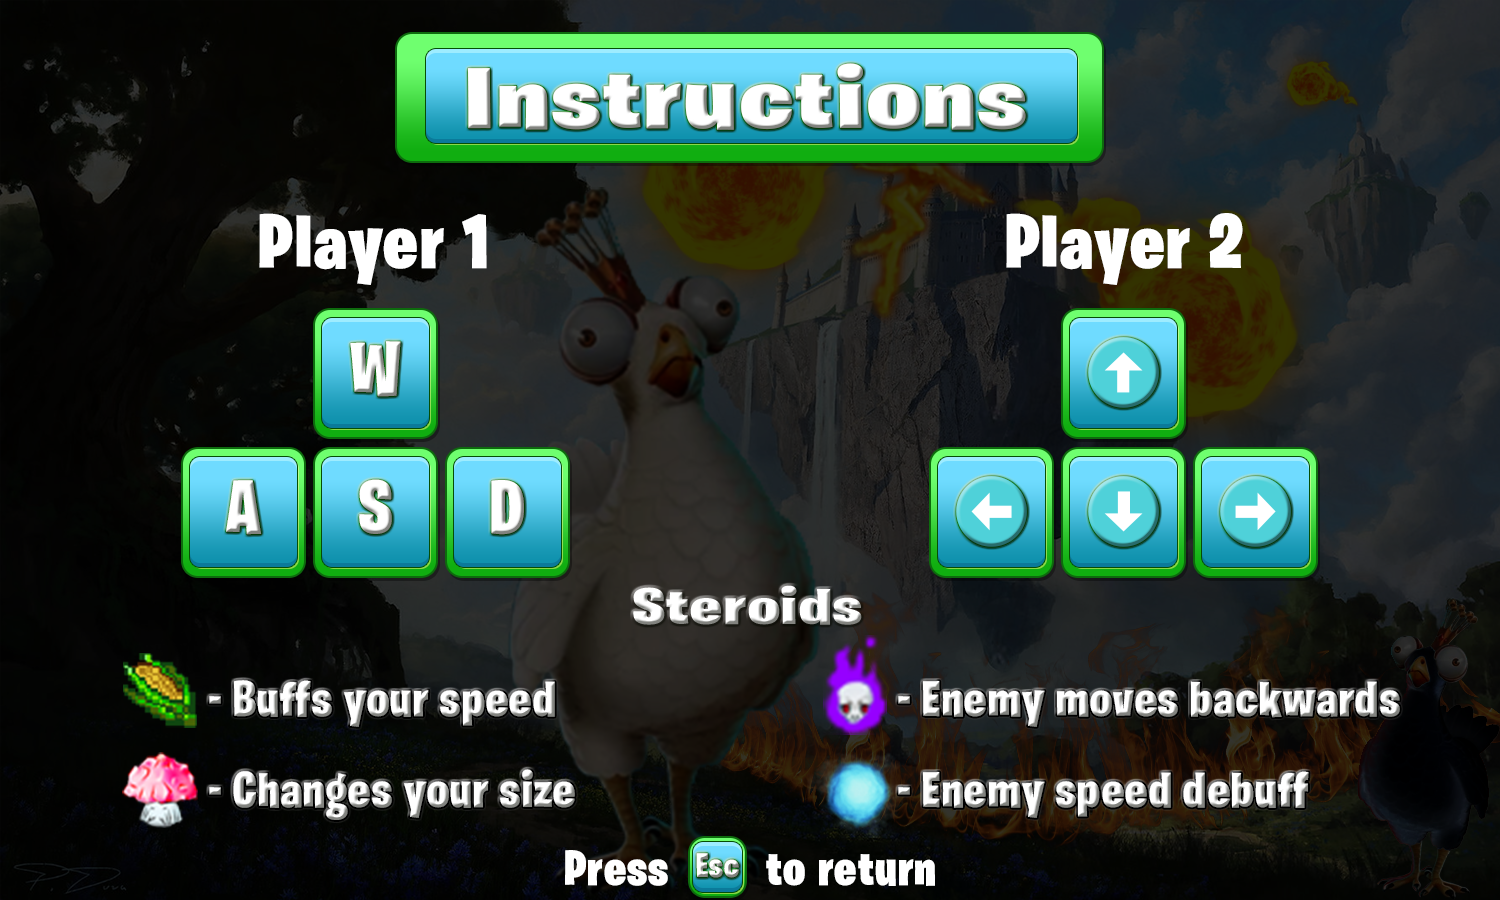 Instructions
Player 1
Player 2
W
A S D
Steroids
- Buffs your speed
- Enemy moves backwards
- Changes your size
- Enemy speed debuff
Press Esc to return